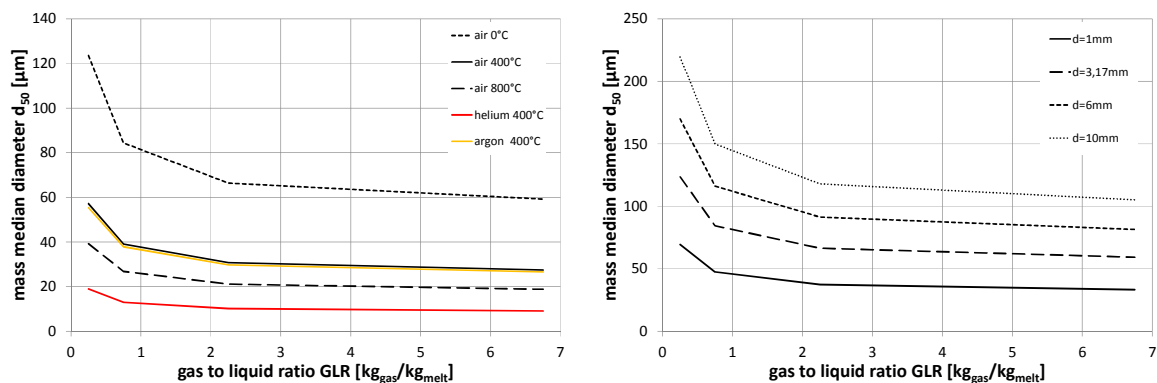 mass median diameter d50 [µm]
140
120
100
80
60
40
20
0
0 1 2 3 4 5 6 7
gas to liquid ratio GLR [kggas/kgmelt]
air 0°C
air 400°C
air 800°C
helium 400°C
argon 400°C
mass median diameter d50 [µm]
250
200
150
100
50
0
0 1 2 3 4 5 6 7
gas to liquid ratio GLR [kggas/kgmelt]
d=1mm
d=3,17mm
d=6mm
d=10mm